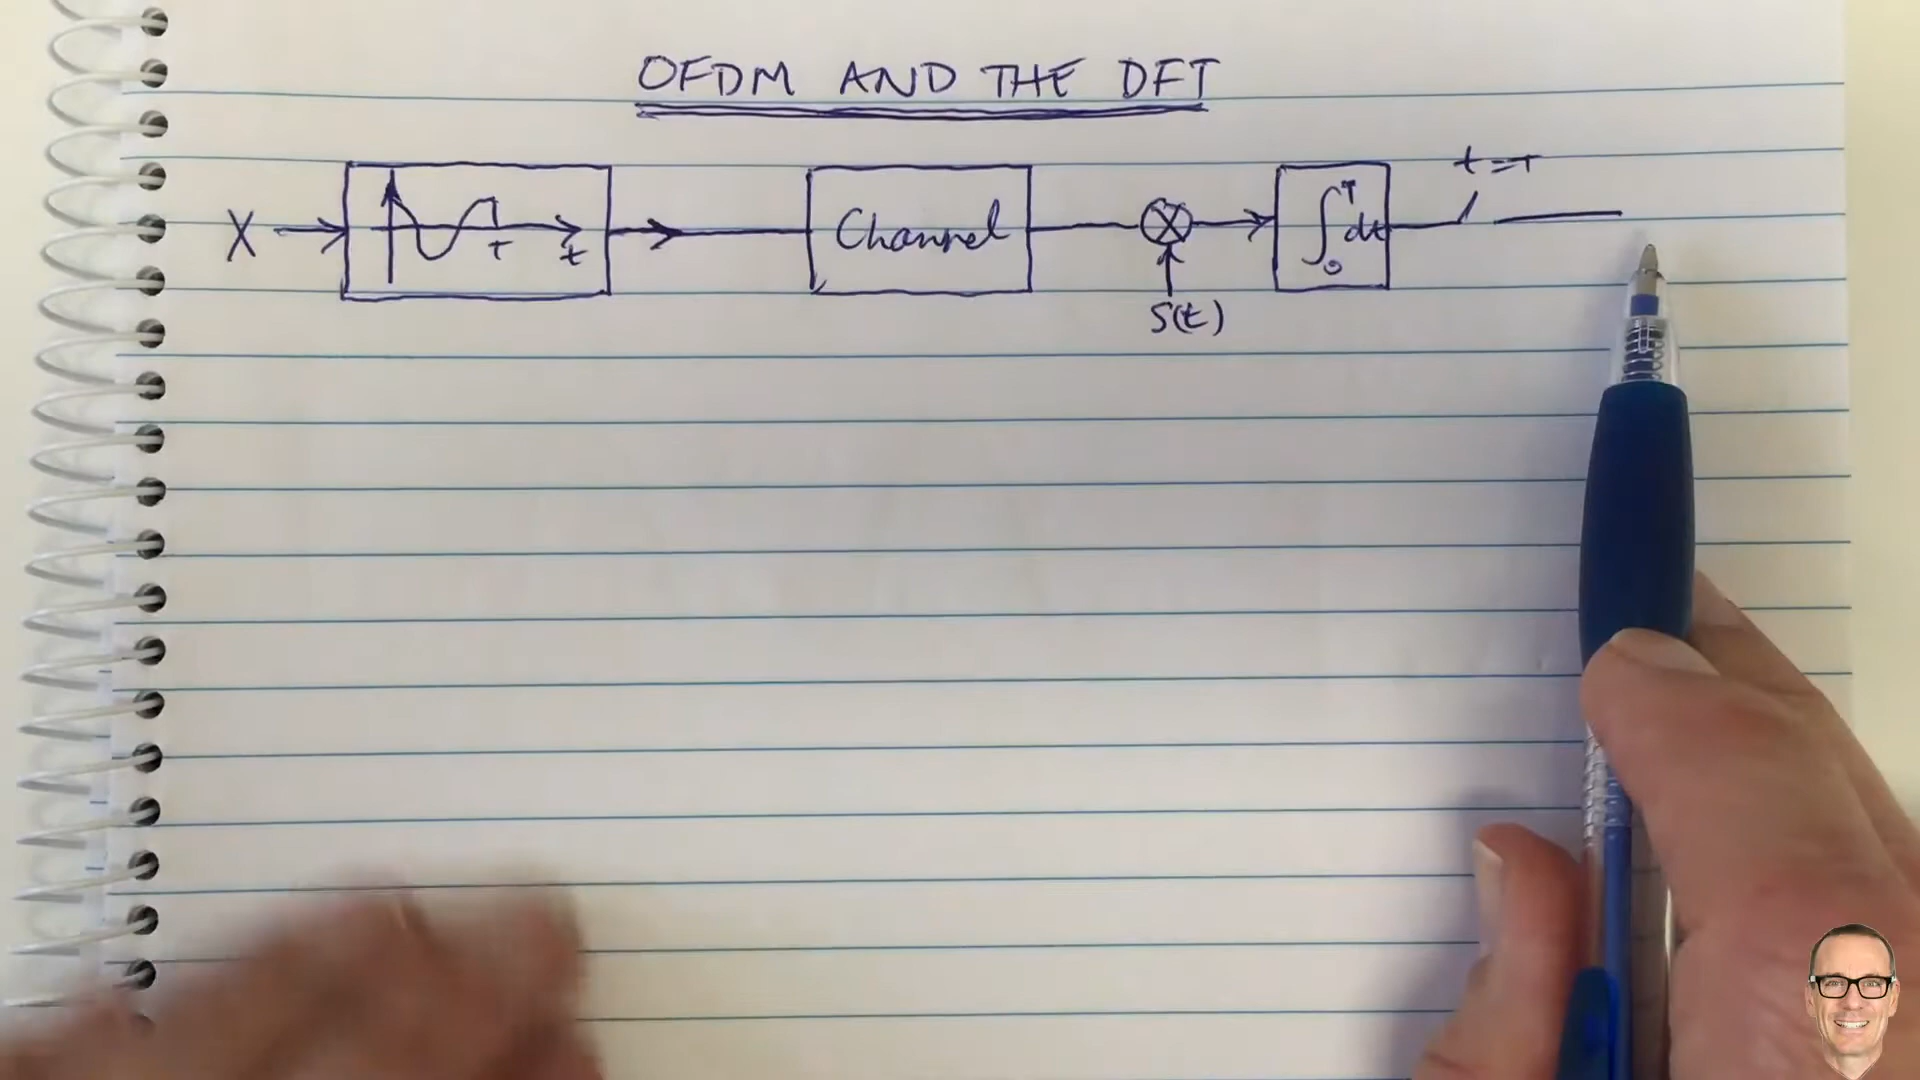 OFDM AND THE DFT
X
T
t
Channel
S(t)
∫₀ᵀ dt
t=T